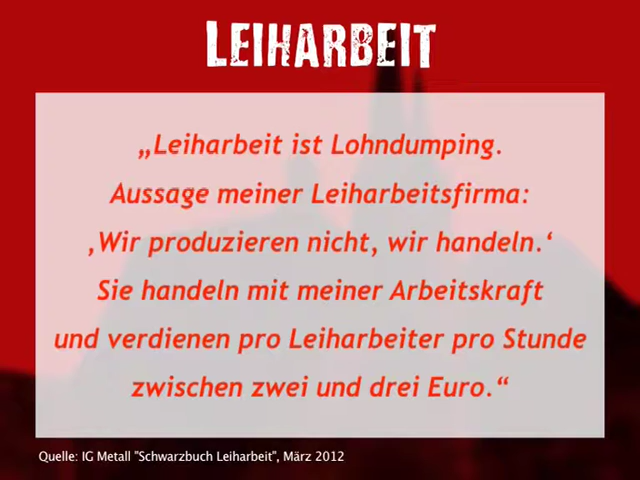 LEIHARBEIT
„Leiharbeit ist Lohndumping.
Aussage meiner Leiharbeitsfirma:
‚Wir produzieren nicht, wir handeln.‘
Sie handeln mit meiner Arbeitskraft
und verdienen pro Leiharbeiter pro Stunde
zwischen zwei und drei Euro.“
Quelle: IG Metall "Schwarzbuch Leiharbeit", März 2012